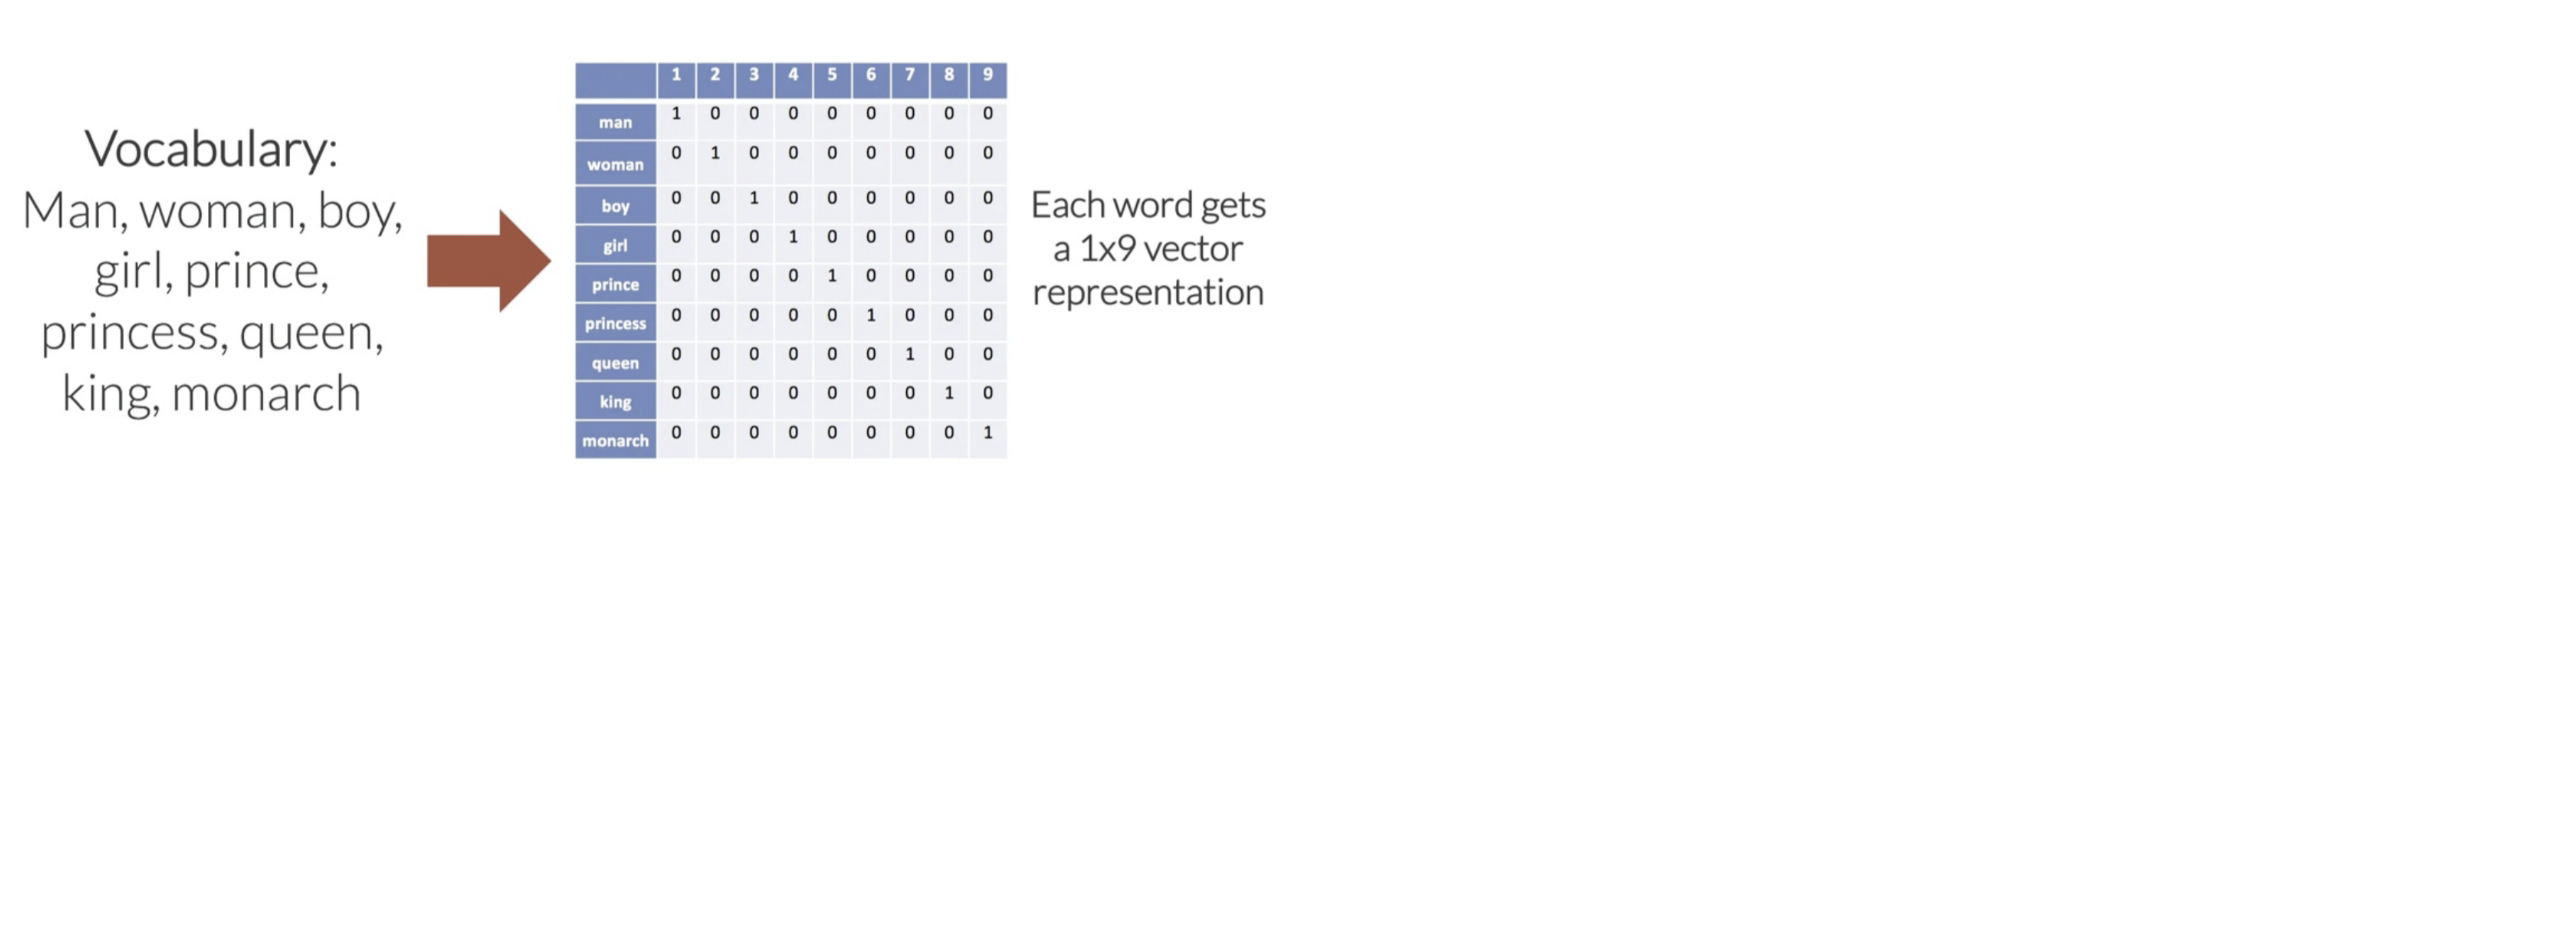 Vocabulary:
Man, woman, boy,
girl, prince,
princess, queen,
king, monarch
1 2 3 4 5 6 7 8 9
man 1 0 0 0 0 0 0 0 0
woman 0 1 0 0 0 0 0 0 0
boy 0 0 1 0 0 0 0 0 0
girl 0 0 0 1 0 0 0 0 0
prince 0 0 0 0 1 0 0 0 0
princess 0 0 0 0 0 1 0 0 0
queen 0 0 0 0 0 0 1 0 0
king 0 0 0 0 0 0 0 1 0
monarch 0 0 0 0 0 0 0 0 1
Each word gets
a 1x9 vector
representation